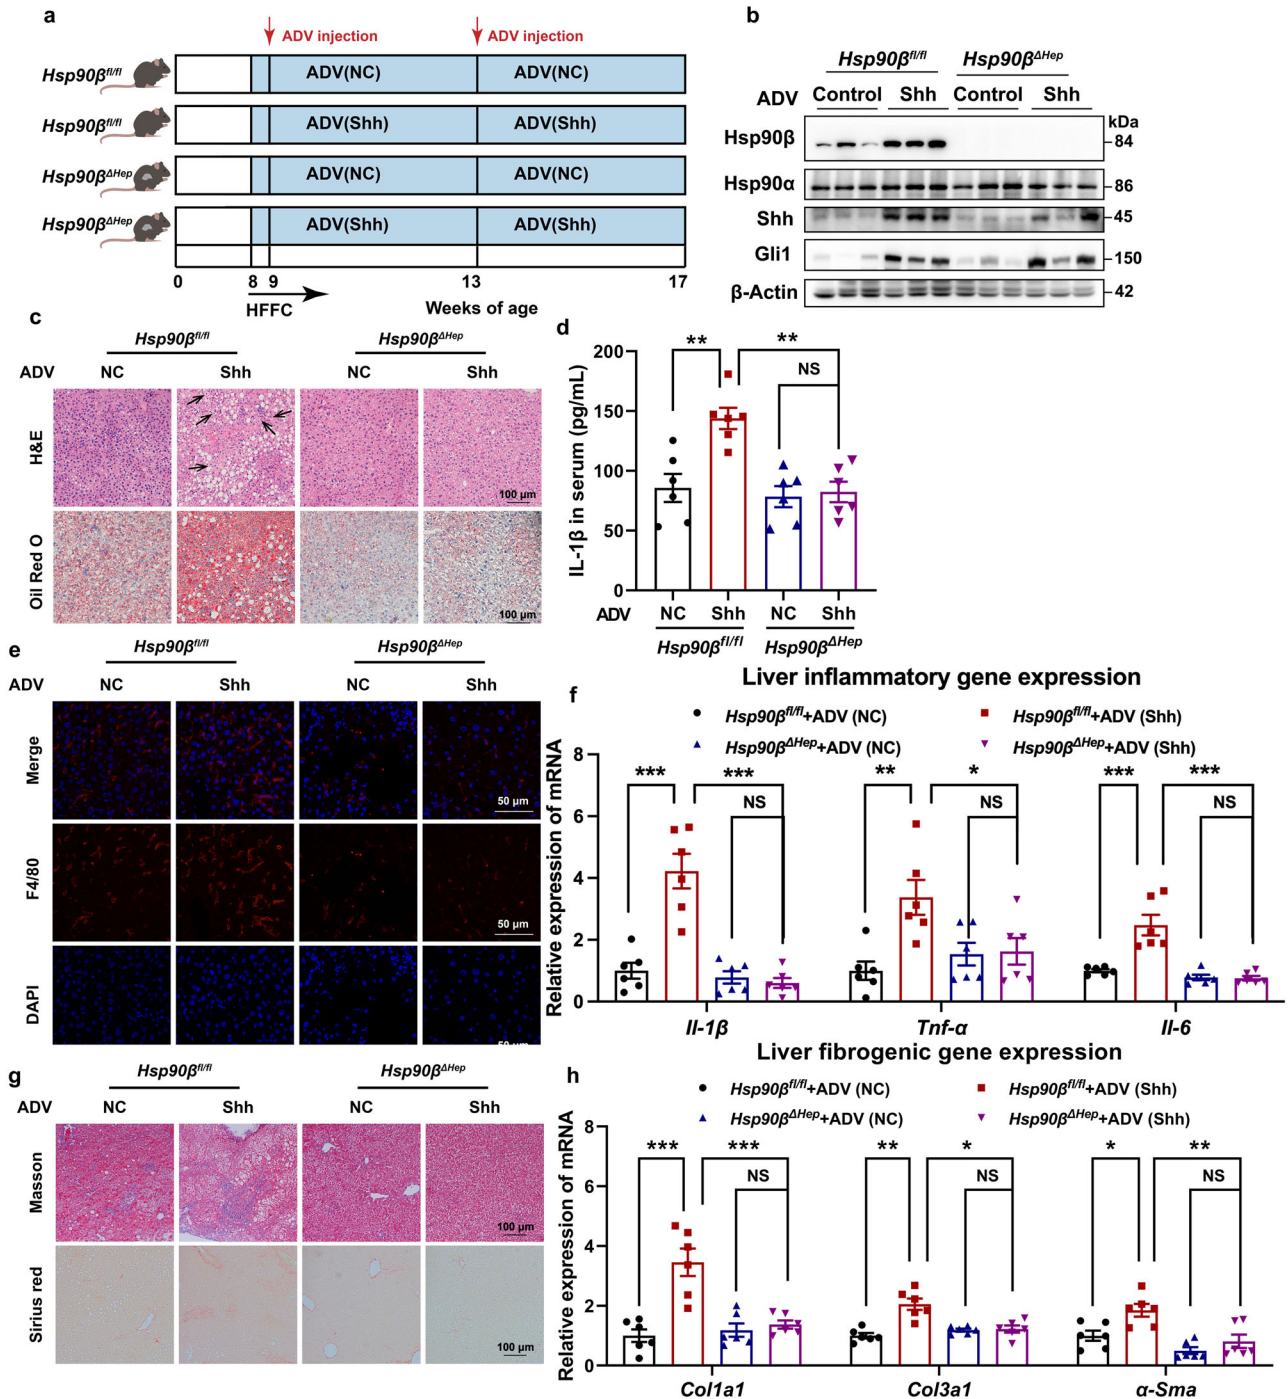 a
ADV injection ADV injection
Hsp90β^fl/fl ADV(NC) ADV(NC)
Hsp90β^fl/fl ADV(Shh) ADV(Shh)
Hsp90β^ΔHep ADV(NC) ADV(NC)
Hsp90β^ΔHep ADV(Shh) ADV(Shh)
0 8 9 13 17
HFFC Weeks of age
b
Hsp90β^fl/fl Hsp90β^ΔHep
ADV Control Shh Control Shh
kDa
Hsp90β 84
Hsp90α 86
Shh 45
Gli1 150
β-Actin 42
c
Hsp90β^fl/fl Hsp90β^ΔHep
ADV NC Shh NC Shh
H&E
100 μm
Oil Red O
100 μm
d
IL-1β in serum (pg/mL)
200
150
100
50
0
** **
NS
ADV NC Shh NC Shh
Hsp90β^fl/fl Hsp90β^ΔHep
e
Hsp90β^fl/fl Hsp90β^ΔHep
ADV NC Shh NC Shh
Merge
50 μm
F4/80
50 μm
DAPI
50 μm
f
Liver inflammatory gene expression
Hsp90β^fl/fl+ADV (NC) Hsp90β^fl/fl+ADV (Shh)
Hsp90β^ΔHep+ADV (NC) Hsp90β^ΔHep+ADV (Shh)
Relative expression of mRNA
8
6
4
2
0
*** *** ** * *** ***
NS NS NS
Il-1β Tnf-α Il-6
g
Hsp90β^fl/fl Hsp90β^ΔHep
ADV NC Shh NC Shh
Masson
100 μm
Sirius red
100 μm
h
Liver fibrogenic gene expression
Hsp90β^fl/fl+ADV (NC) Hsp90β^fl/fl+ADV (Shh)
Hsp90β^ΔHep+ADV (NC) Hsp90β^ΔHep+ADV (Shh)
Relative expression of mRNA
8
6
4
2
0
*** *** ** * * **
NS NS NS
Col1a1 Col3a1 α-Sma